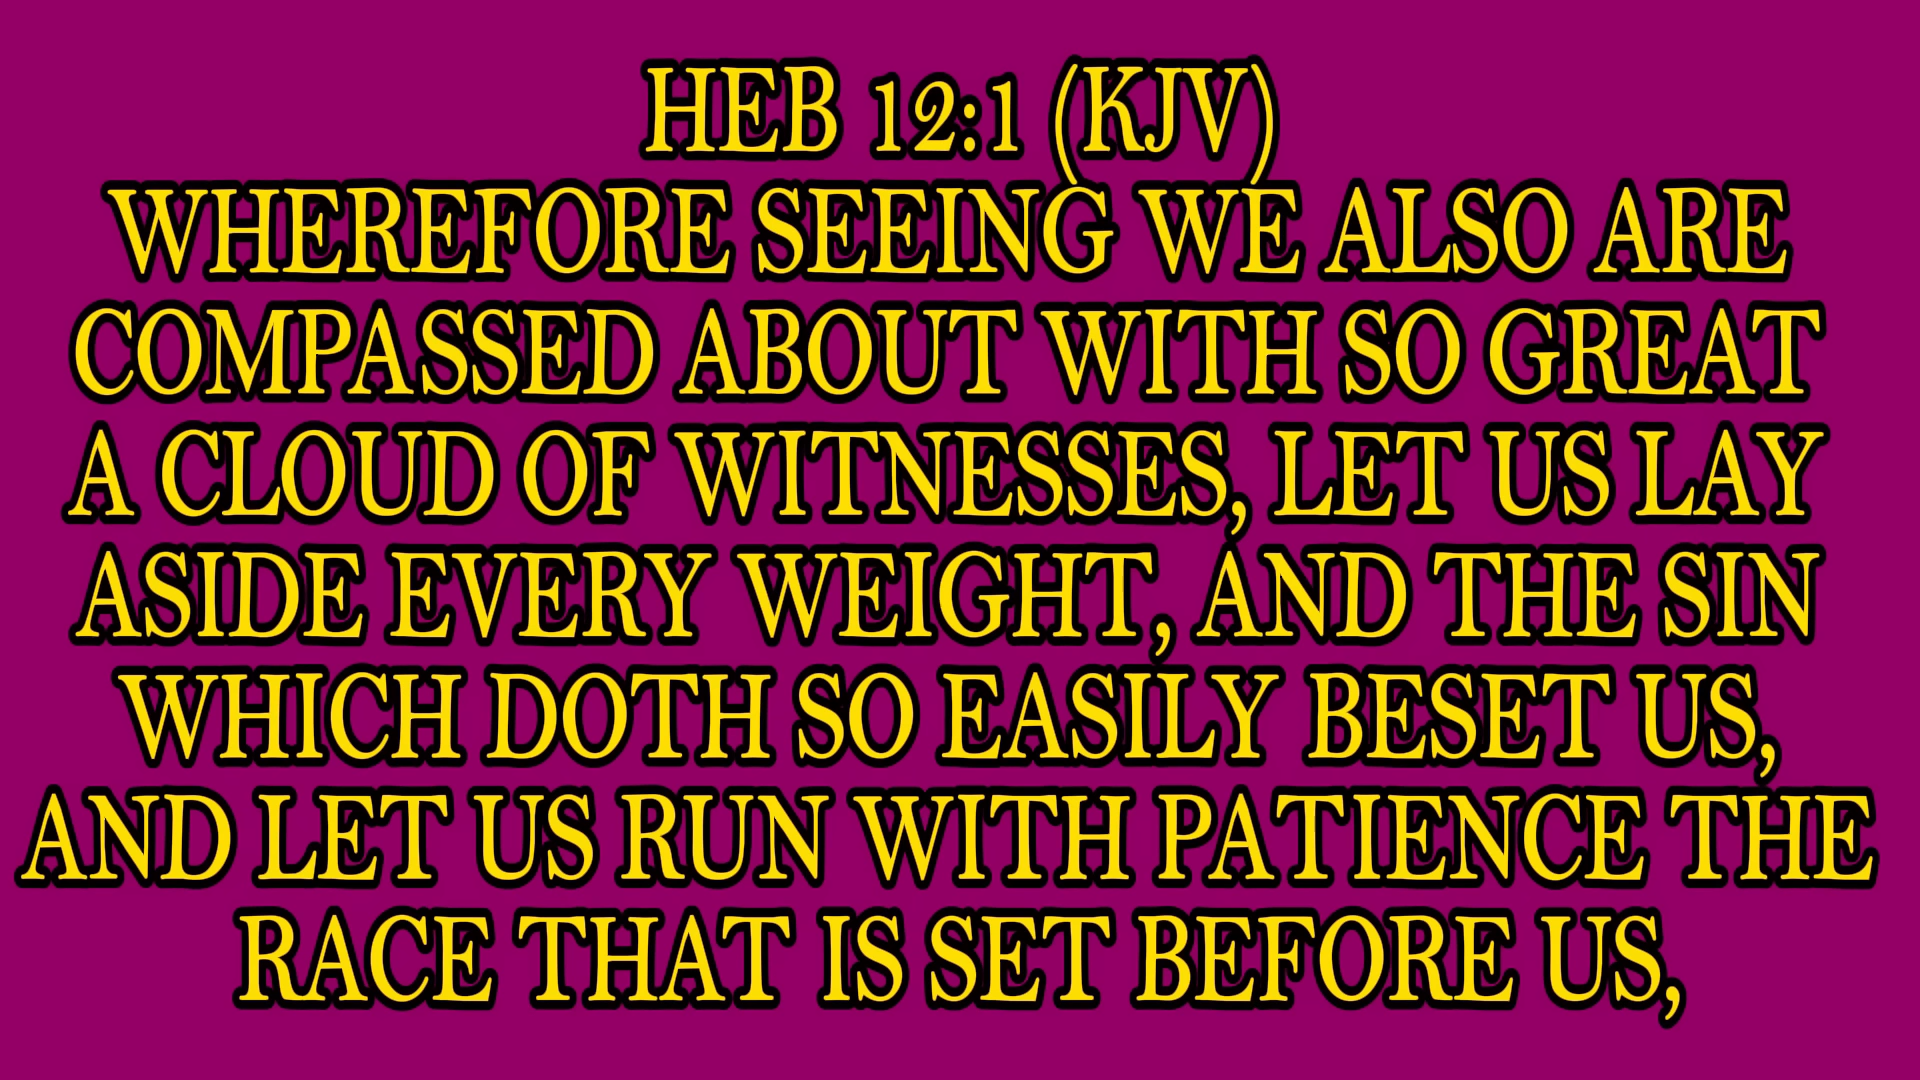 HEB 12:1 (KJV)
WHEREFORE SEEING WE ALSO ARE
COMPASSED ABOUT WITH SO GREAT
A CLOUD OF WITNESSES, LET US LAY
ASIDE EVERY WEIGHT, AND THE SIN
WHICH DOTH SO EASILY BESET US,
AND LET US RUN WITH PATIENCE THE
RACE THAT IS SET BEFORE US,